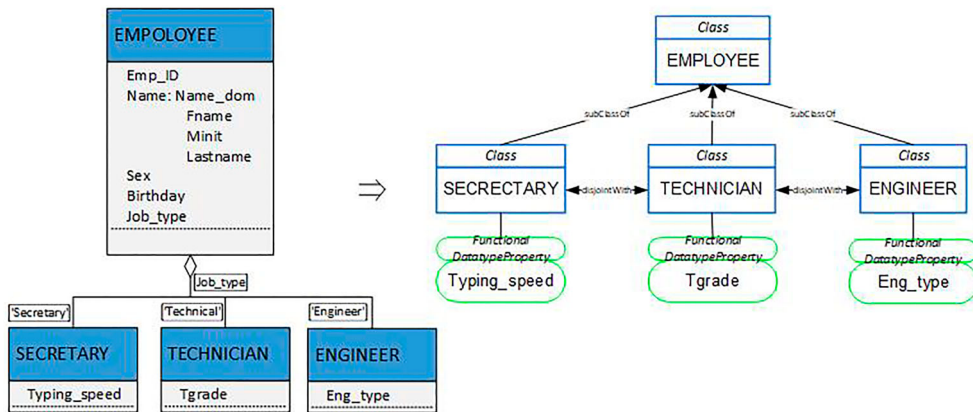 EMPOLOYEE
Emp_ID
Name: Name_dom
Fname
Minit
Lastname
Sex
Birthday
Job_type
Job_type
'Secretary'
'Technical'
'Engineer'
SECRETARY
TECHNICIAN
ENGINEER
Typing_speed
Tgrade
Eng_type
⇒
Class
EMPLOYEE
subClassOf
subClassOf
subClassOf
Class
Class
Class
SECRECTARY
disjointWith
TECHNICIAN
disjointWith
ENGINEER
Functional
DatatypeProperty
Typing_speed
Functional
DatatypeProperty
Tgrade
Functional
DatatypeProperty
Eng_type